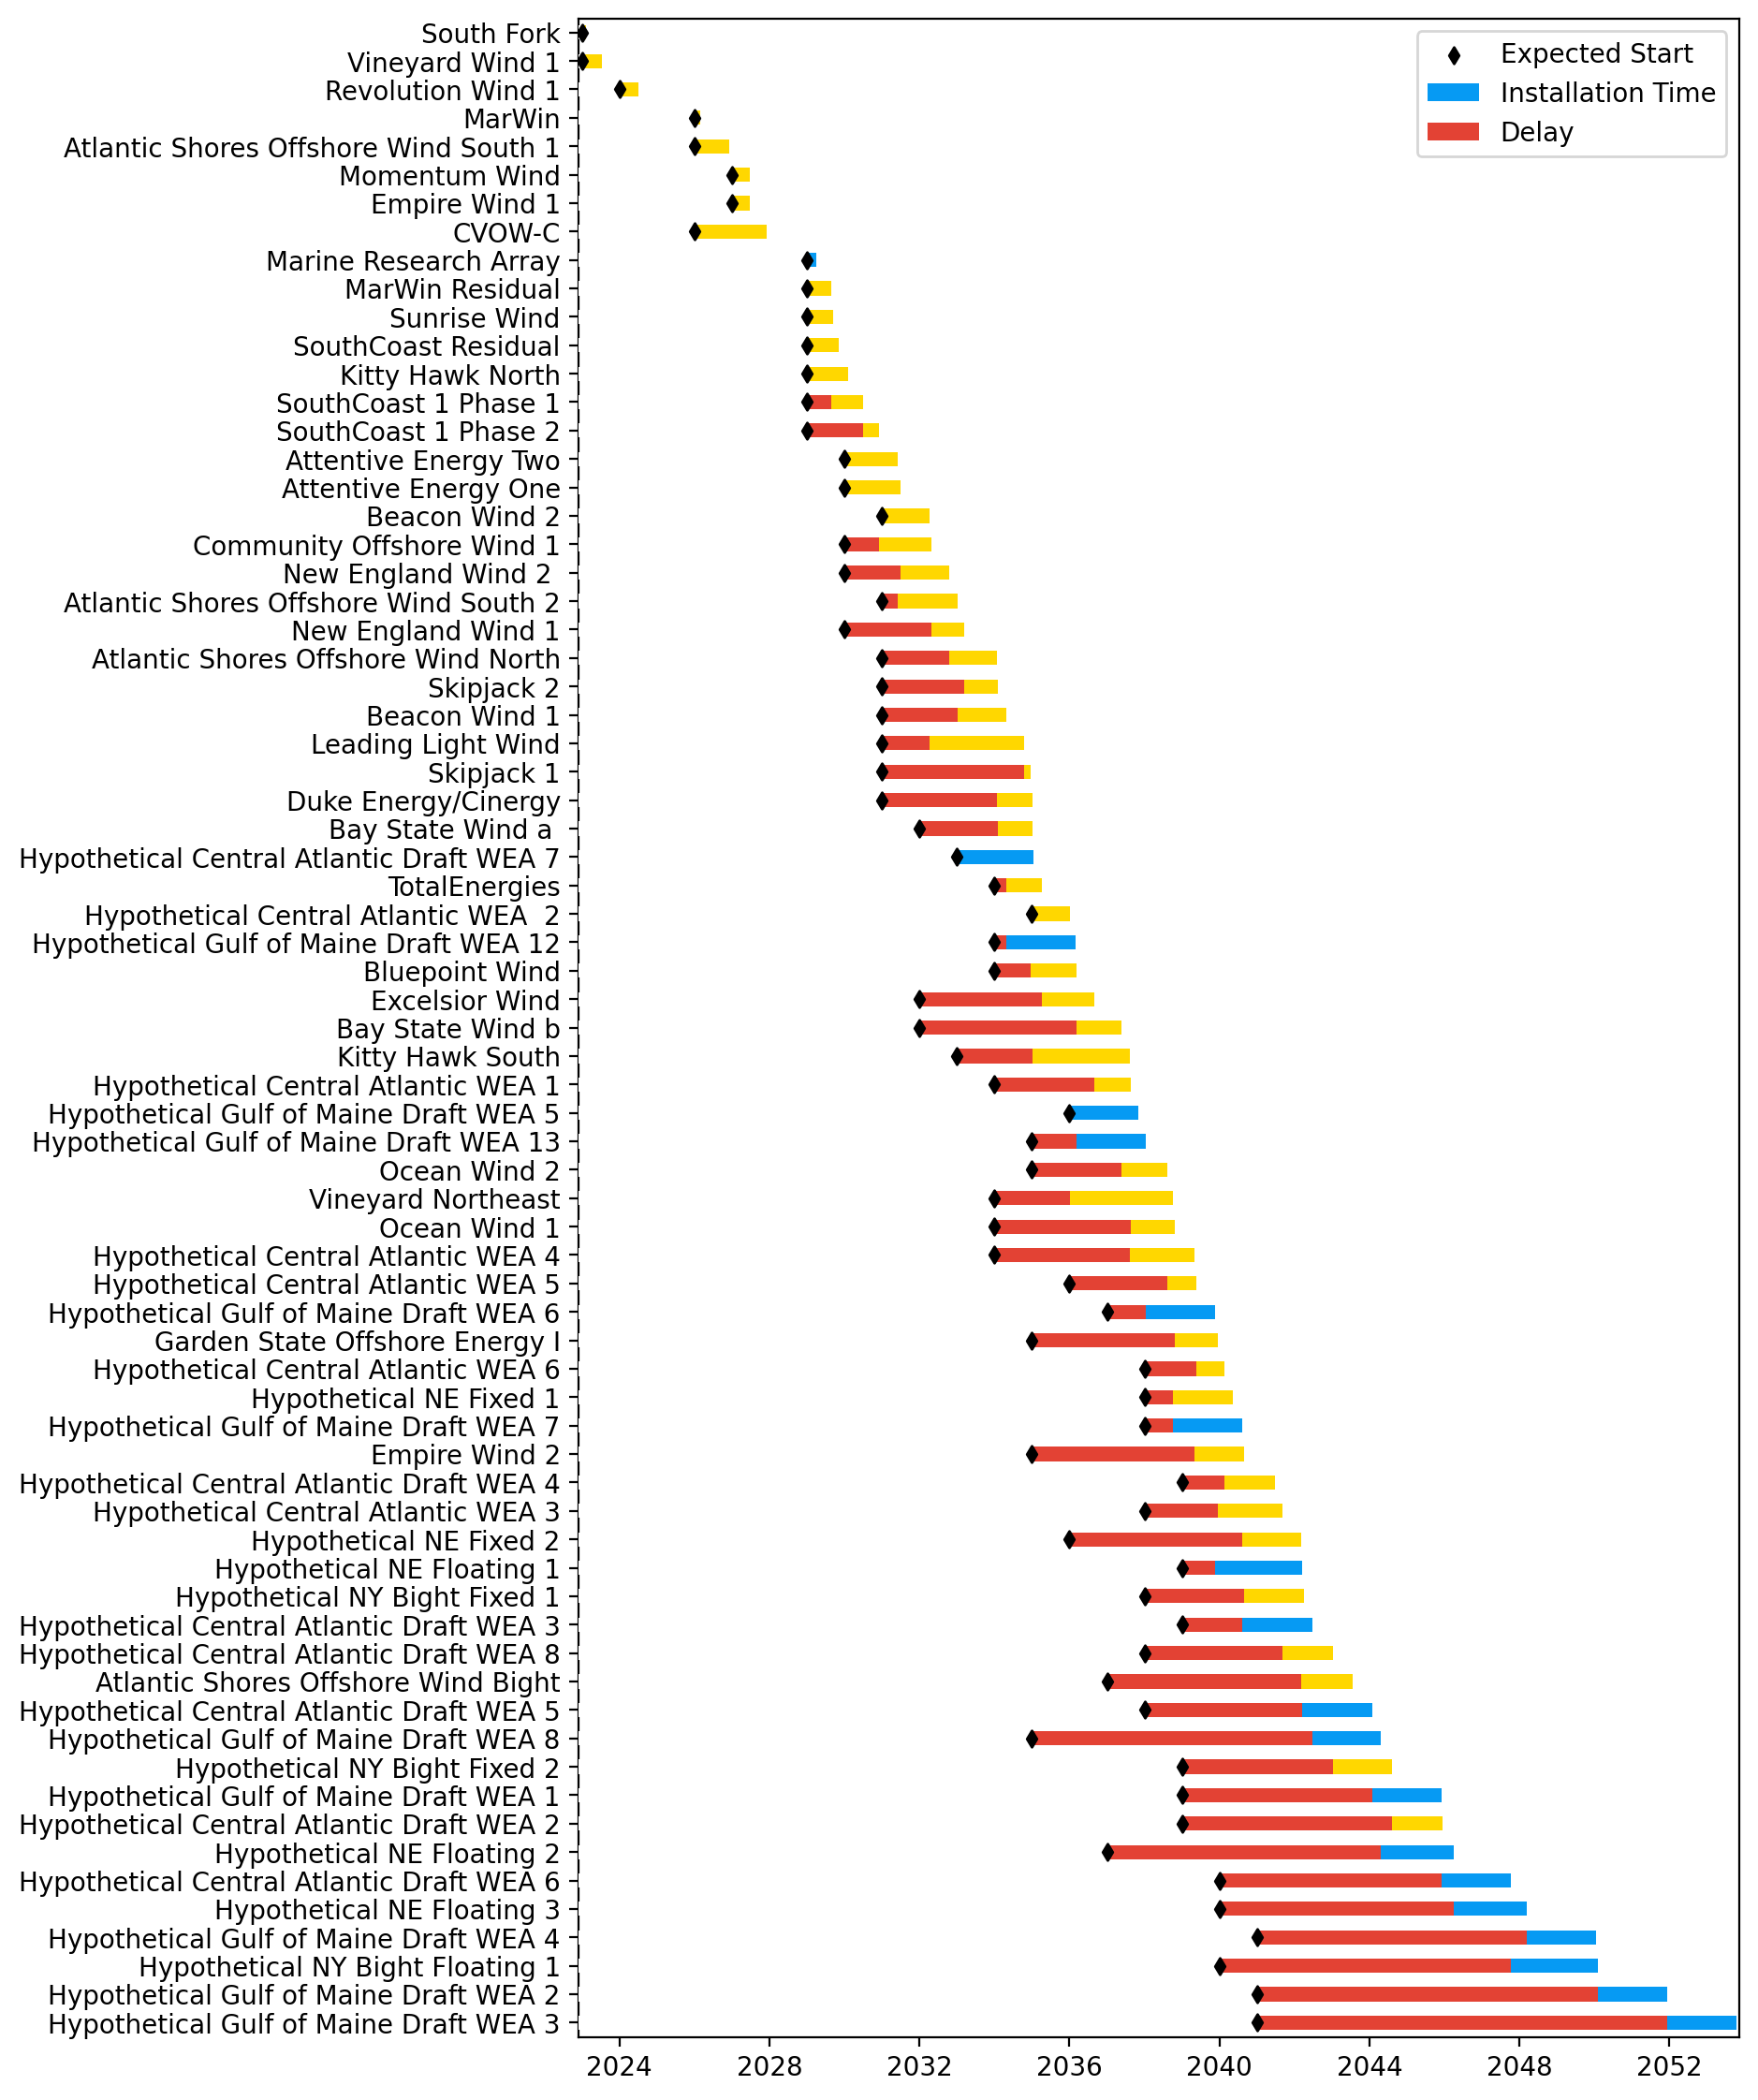 South Fork
Vineyard Wind 1
Revolution Wind 1
MarWin
Atlantic Shores Offshore Wind South 1
Momentum Wind
Empire Wind 1
CVOW-C
Marine Research Array
MarWin Residual
Sunrise Wind
SouthCoast Residual
Kitty Hawk North
SouthCoast 1 Phase 1
SouthCoast 1 Phase 2
Attentive Energy Two
Attentive Energy One
Beacon Wind 2
Community Offshore Wind 1
New England Wind 2
Atlantic Shores Offshore Wind South 2
New England Wind 1
Atlantic Shores Offshore Wind North
Skipjack 2
Beacon Wind 1
Leading Light Wind
Skipjack 1
Duke Energy/Cinergy
Bay State Wind a
Hypothetical Central Atlantic Draft WEA 7
TotalEnergies
Hypothetical Central Atlantic WEA  2
Hypothetical Gulf of Maine Draft WEA 12
Bluepoint Wind
Excelsior Wind
Bay State Wind b
Kitty Hawk South
Hypothetical Central Atlantic WEA 1
Hypothetical Gulf of Maine Draft WEA 5
Hypothetical Gulf of Maine Draft WEA 13
Ocean Wind 2
Vineyard Northeast
Ocean Wind 1
Hypothetical Central Atlantic WEA 4
Hypothetical Central Atlantic WEA 5
Hypothetical Gulf of Maine Draft WEA 6
Garden State Offshore Energy I
Hypothetical Central Atlantic WEA 6
Hypothetical NE Fixed 1
Hypothetical Gulf of Maine Draft WEA 7
Empire Wind 2
Hypothetical Central Atlantic Draft WEA 4
Hypothetical Central Atlantic WEA 3
Hypothetical NE Fixed 2
Hypothetical NE Floating 1
Hypothetical NY Bight Fixed 1
Hypothetical Central Atlantic Draft WEA 3
Hypothetical Central Atlantic Draft WEA 8
Atlantic Shores Offshore Wind Bight
Hypothetical Central Atlantic Draft WEA 5
Hypothetical Gulf of Maine Draft WEA 8
Hypothetical NY Bight Fixed 2
Hypothetical Gulf of Maine Draft WEA 1
Hypothetical Central Atlantic Draft WEA 2
Hypothetical NE Floating 2
Hypothetical Central Atlantic Draft WEA 6
Hypothetical NE Floating 3
Hypothetical Gulf of Maine Draft WEA 4
Hypothetical NY Bight Floating 1
Hypothetical Gulf of Maine Draft WEA 2
Hypothetical Gulf of Maine Draft WEA 3
Expected Start
Installation Time
Delay
2024 2028 2032 2036 2040 2044 2048 2052